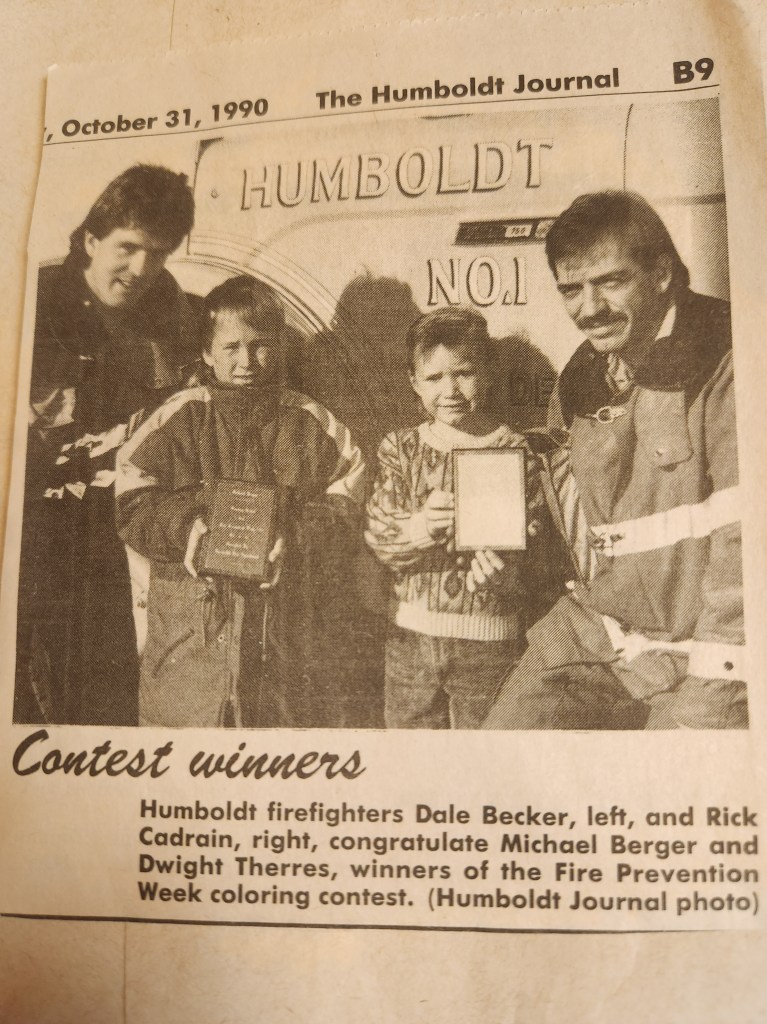 , October 31, 1990 The Humboldt Journal B9
HUMBOLDT
NO.1
DE
Contest winners
Humboldt firefighters Dale Becker, left, and Rick
Cadrain, right, congratulate Michael Berger and
Dwight Therres, winners of the Fire Prevention
Week coloring contest. (Humboldt Journal photo)